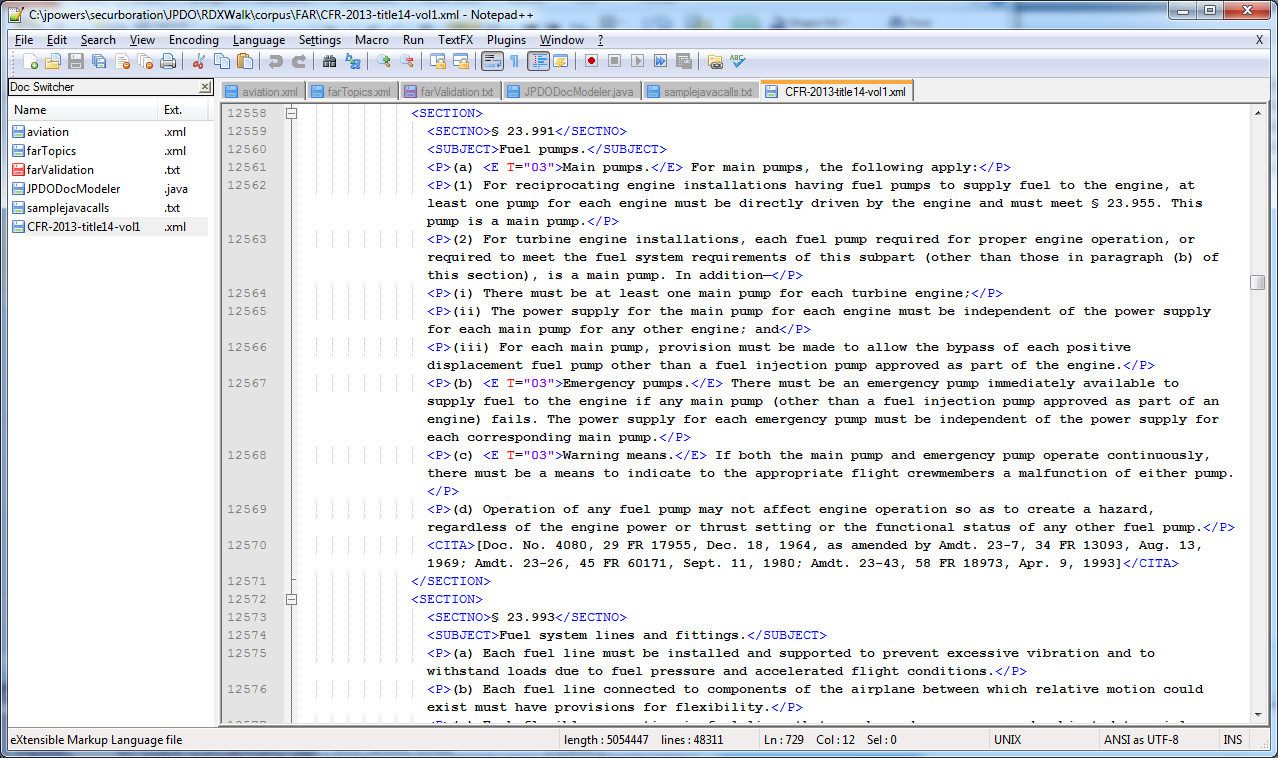 C:\jpowers\securboration\JPDO\RDXWalk\corpus\FAR\CFR-2013-title14-vol1.xml - Notepad++
File Edit Search View Encoding Language Settings Macro Run TextFX Plugins Window ? X
Doc Switcher
aviation.xml farTopics.xml farValidation.txt JPDODocModeler.java samplejavacalls.txt CFR-2013-title14-vol1.xml
Name Ext.
aviation .xml
farTopics .xml
farValidation .txt
JPDODocModeler .java
samplejavacalls .txt
CFR-2013-title14-vol1 .xml
12558 <SECTION>
12559 <SECTNO>§ 23.991</SECTNO>
12560 <SUBJECT>Fuel pumps.</SUBJECT>
12561 <P>(a) <E T="03">Main pumps.</E> For main pumps, the following apply:</P>
12562 <P>(1) For reciprocating engine installations having fuel pumps to supply fuel to the engine, at
least one pump for each engine must be directly driven by the engine and must meet § 23.955. This
pump is a main pump.</P>
12563 <P>(2) For turbine engine installations, each fuel pump required for proper engine operation, or
required to meet the fuel system requirements of this subpart (other than those in paragraph (b) of
this section), is a main pump. In addition—</P>
12564 <P>(i) There must be at least one main pump for each turbine engine;</P>
12565 <P>(ii) The power supply for the main pump for each engine must be independent of the power supply
for each main pump for any other engine; and</P>
12566 <P>(iii) For each main pump, provision must be made to allow the bypass of each positive
displacement fuel pump other than a fuel injection pump approved as part of the engine.</P>
12567 <P>(b) <E T="03">Emergency pumps.</E> There must be an emergency pump immediately available to
supply fuel to the engine if any main pump (other than a fuel injection pump approved as part of an
engine) fails. The power supply for each emergency pump must be independent of the power supply for
each corresponding main pump.</P>
12568 <P>(c) <E T="03">Warning means.</E> If both the main pump and emergency pump operate continuously,
there must be a means to indicate to the appropriate flight crewmembers a malfunction of either pump.
</P>
12569 <P>(d) Operation of any fuel pump may not affect engine operation so as to create a hazard,
regardless of the engine power or thrust setting or the functional status of any other fuel pump.</P>
12570 <CITA>[Doc. No. 4080, 29 FR 17955, Dec. 18, 1964, as amended by Amdt. 23-7, 34 FR 13093, Aug. 13,
1969; Amdt. 23-26, 45 FR 60171, Sept. 11, 1980; Amdt. 23-43, 58 FR 18973, Apr. 9, 1993]</CITA>
12571 </SECTION>
12572 <SECTION>
12573 <SECTNO>§ 23.993</SECTNO>
12574 <SUBJECT>Fuel system lines and fittings.</SUBJECT>
12575 <P>(a) Each fuel line must be installed and supported to prevent excessive vibration and to
withstand loads due to fuel pressure and accelerated flight conditions.</P>
12576 <P>(b) Each fuel line connected to components of the airplane between which relative motion could
exist must have provisions for flexibility.</P>
eXtensible Markup Language file length : 5054447 lines : 48311 Ln : 729 Col : 12 Sel : 0 UNIX ANSI as UTF-8 INS